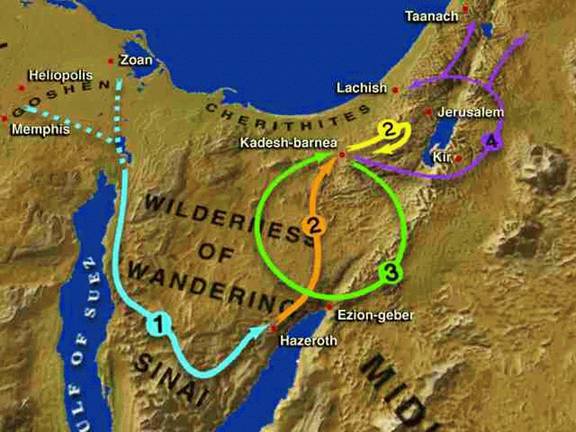 Taanach
Zoan
Heliopolis
GOSHEN
Lachish
CHERITHITES
Jerusalem
Memphis
2
Kadesh-barnea
4
Kir
WILDERNESS
2
OF
3
WANDERING
GULF OF SUEZ
1
Ezion-geber
Hazeroth
SINAI
MIDI